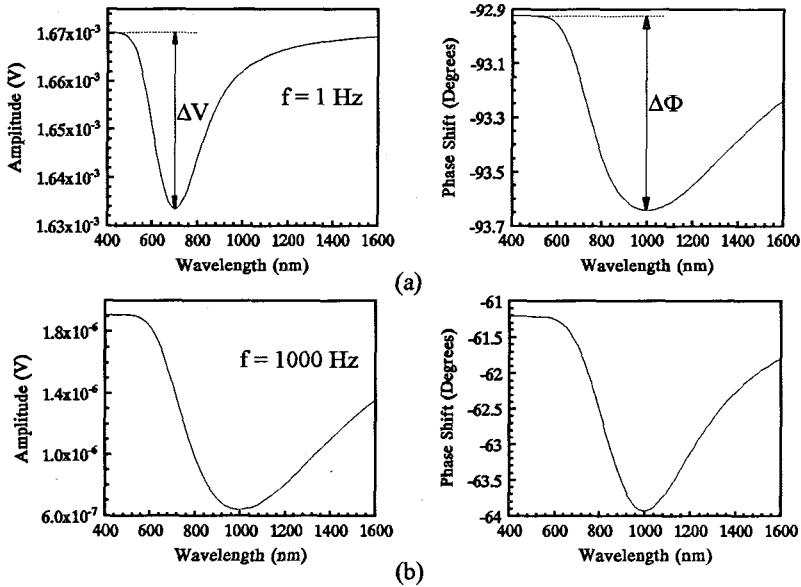 1.67x10⁻³
1.66x10⁻³
1.65x10⁻³
1.64x10⁻³
1.63x10⁻³
Amplitude (V)
ΔV
f = 1 Hz
400 600 800 1000 1200 1400 1600
Wavelength (nm)
-92.9
-93.1
-93.3
-93.5
-93.7
Phase Shift (Degrees)
ΔΦ
400 600 800 1000 1200 1400 1600
Wavelength (nm)
(a)
1.8x10⁻⁶
1.4x10⁻⁶
1.0x10⁻⁶
6.0x10⁻⁷
Amplitude (V)
f = 1000 Hz
400 600 800 1000 1200 1400 1600
Wavelength (nm)
-61
-61.5
-62
-62.5
-63
-63.5
-64
Phase Shift (Degrees)
400 600 800 1000 1200 1400 1600
Wavelength (nm)
(b)